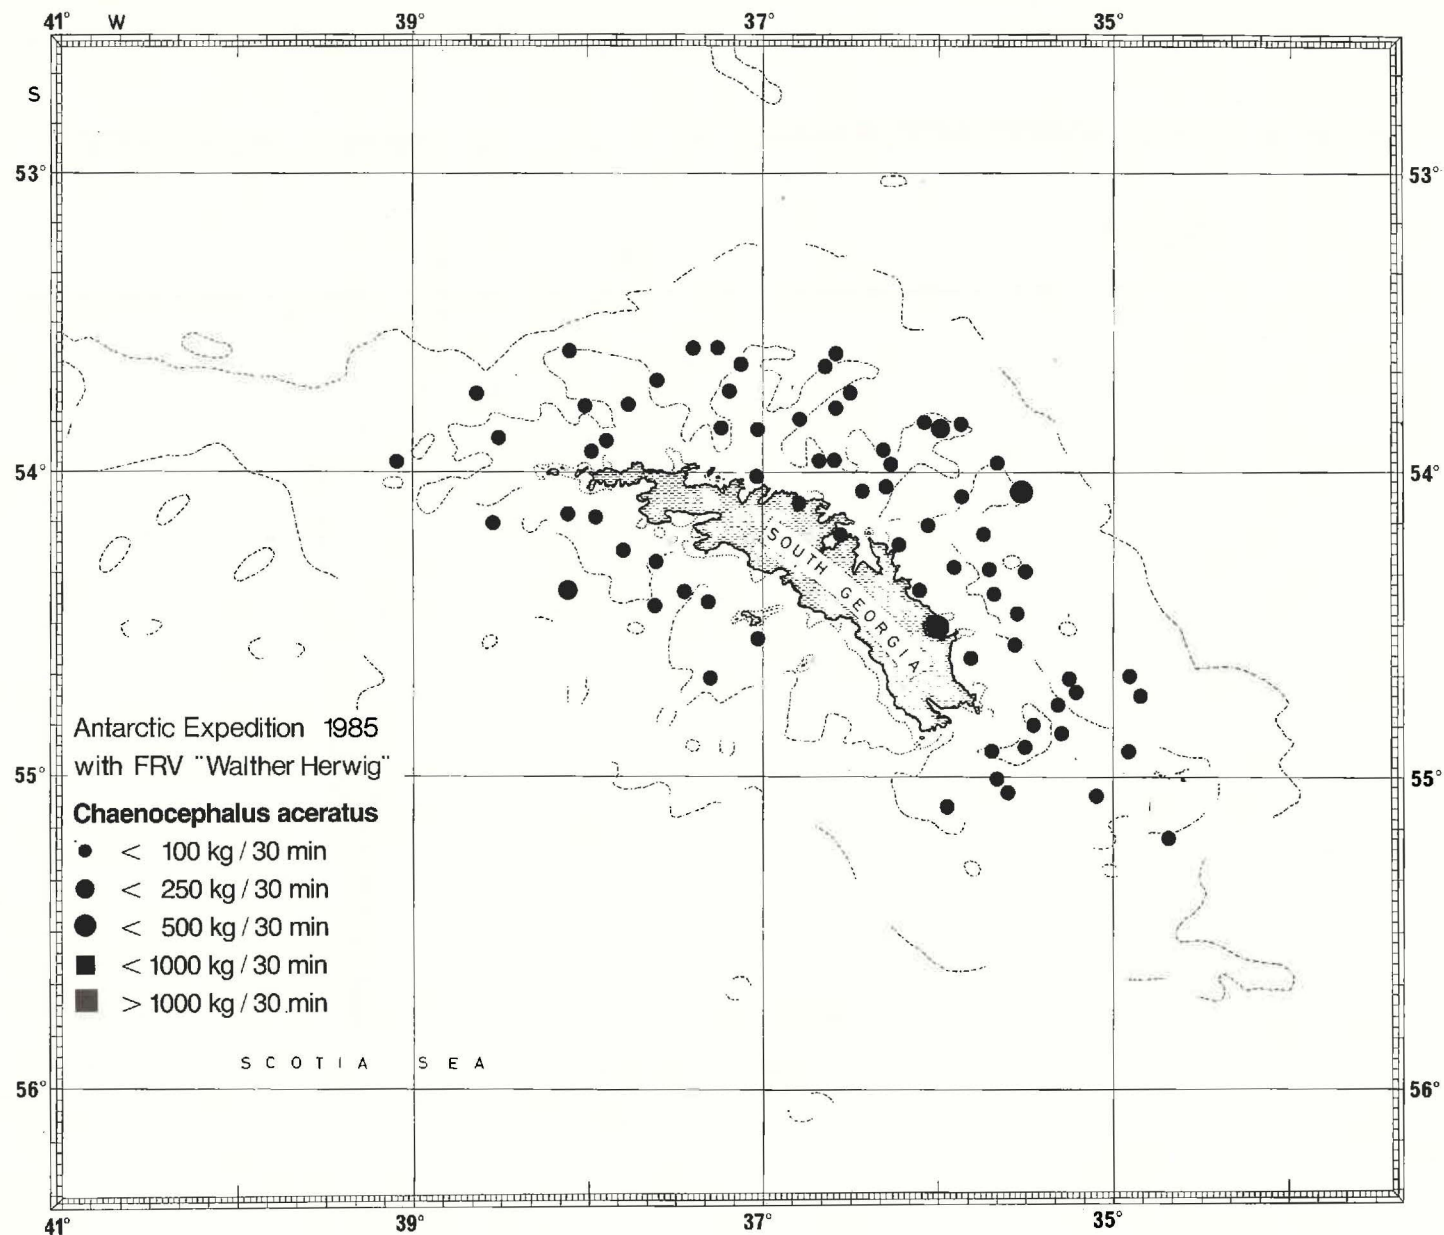 41° W 39° 37° 35°
S
53° 53°
54° 54°
SOUTH GEORGIA
Antarctic Expedition 1985
with FRV ¨Walther Herwig¨
55° 55°
Chaenocephalus aceratus
< 100 kg / 30 min
< 250 kg / 30 min
< 500 kg / 30 min
< 1000 kg / 30 min
> 1000 kg / 30 min
SCOTIA SEA
56° 56°
41° 39° 37° 35°